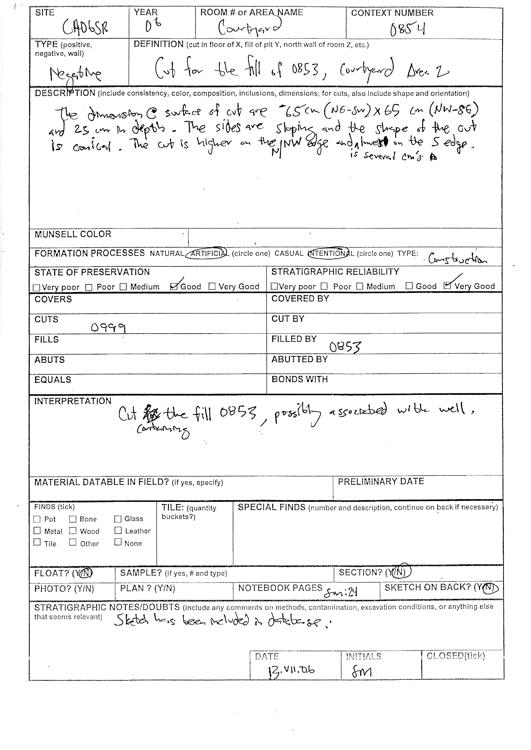 SITE YEAR ROOM # or AREA NAME CONTEXT NUMBER
CA06SR 06 Courtyard 0854
TYPE (positive, negative, wall) DEFINITION (cut in floor of X, fill of pit Y, north wall of room Z, etc.)
Negative Cut for the fill of 0853, Courtyard Area 2
DESCRIPTION (include consistency, color, composition, inclusions, dimensions; for cuts, also include shape and orientation)
The dimension @ surface of cut are ~65 cm (NE-SW) X 65 cm (NW-SE)
and 25 cm in depth. The sides are sloping and the shape of the cut
is conical. The cut is higher on the N/NW edge and on the S edge.
is several cm's
MUNSELL COLOR
FORMATION PROCESSES NATURAL ARTIFICIAL (circle one) CASUAL INTENTIONAL (circle one) TYPE: Construction
STATE OF PRESERVATION STRATIGRAPHIC RELIABILITY
Very poor Poor Medium Good Very Good Very poor Poor Medium Good Very Good
COVERS COVERED BY
CUTS 0999 CUT BY
FILLS FILLED BY 0853
ABUTS ABUTTED BY
EQUALS BONDS WITH
INTERPRETATION
Cut the fill 0853, possibly associated with well.
containing
MATERIAL DATABLE IN FIELD? (if yes, specify) PRELIMINARY DATE
FINDS (tick) TILE: (quantity buckets?) SPECIAL FINDS (number and description, continue on back if necessary)
Pot Bone Glass
Metal Wood Leather
Tile Other None
FLOAT? (Y/N) SAMPLE? (if yes, # and type) SECTION? (Y/N)
PHOTO? (Y/N) PLAN ? (Y/N) NOTEBOOK PAGES SM:24 SKETCH ON BACK? (Y/N)
STRATIGRAPHIC NOTES/DOUBTS (include any comments on methods, contamination, excavation conditions, or anything else
that seems relevant) Sketch has been included in database.
DATE INITIALS CLOSED(tick)
13.VII.06 SM